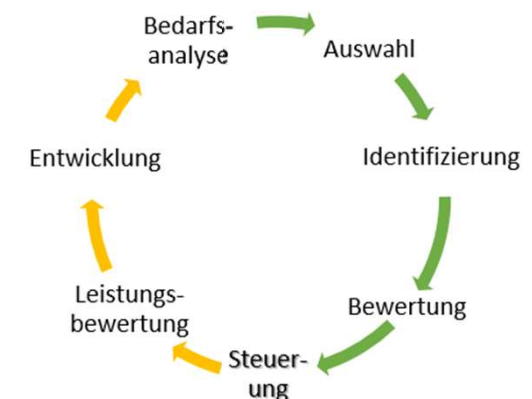 Bedarfs-
analyse
Auswahl
Identifizierung
Bewertung
Steuer-
ung
Leistungs-
bewertung
Entwicklung